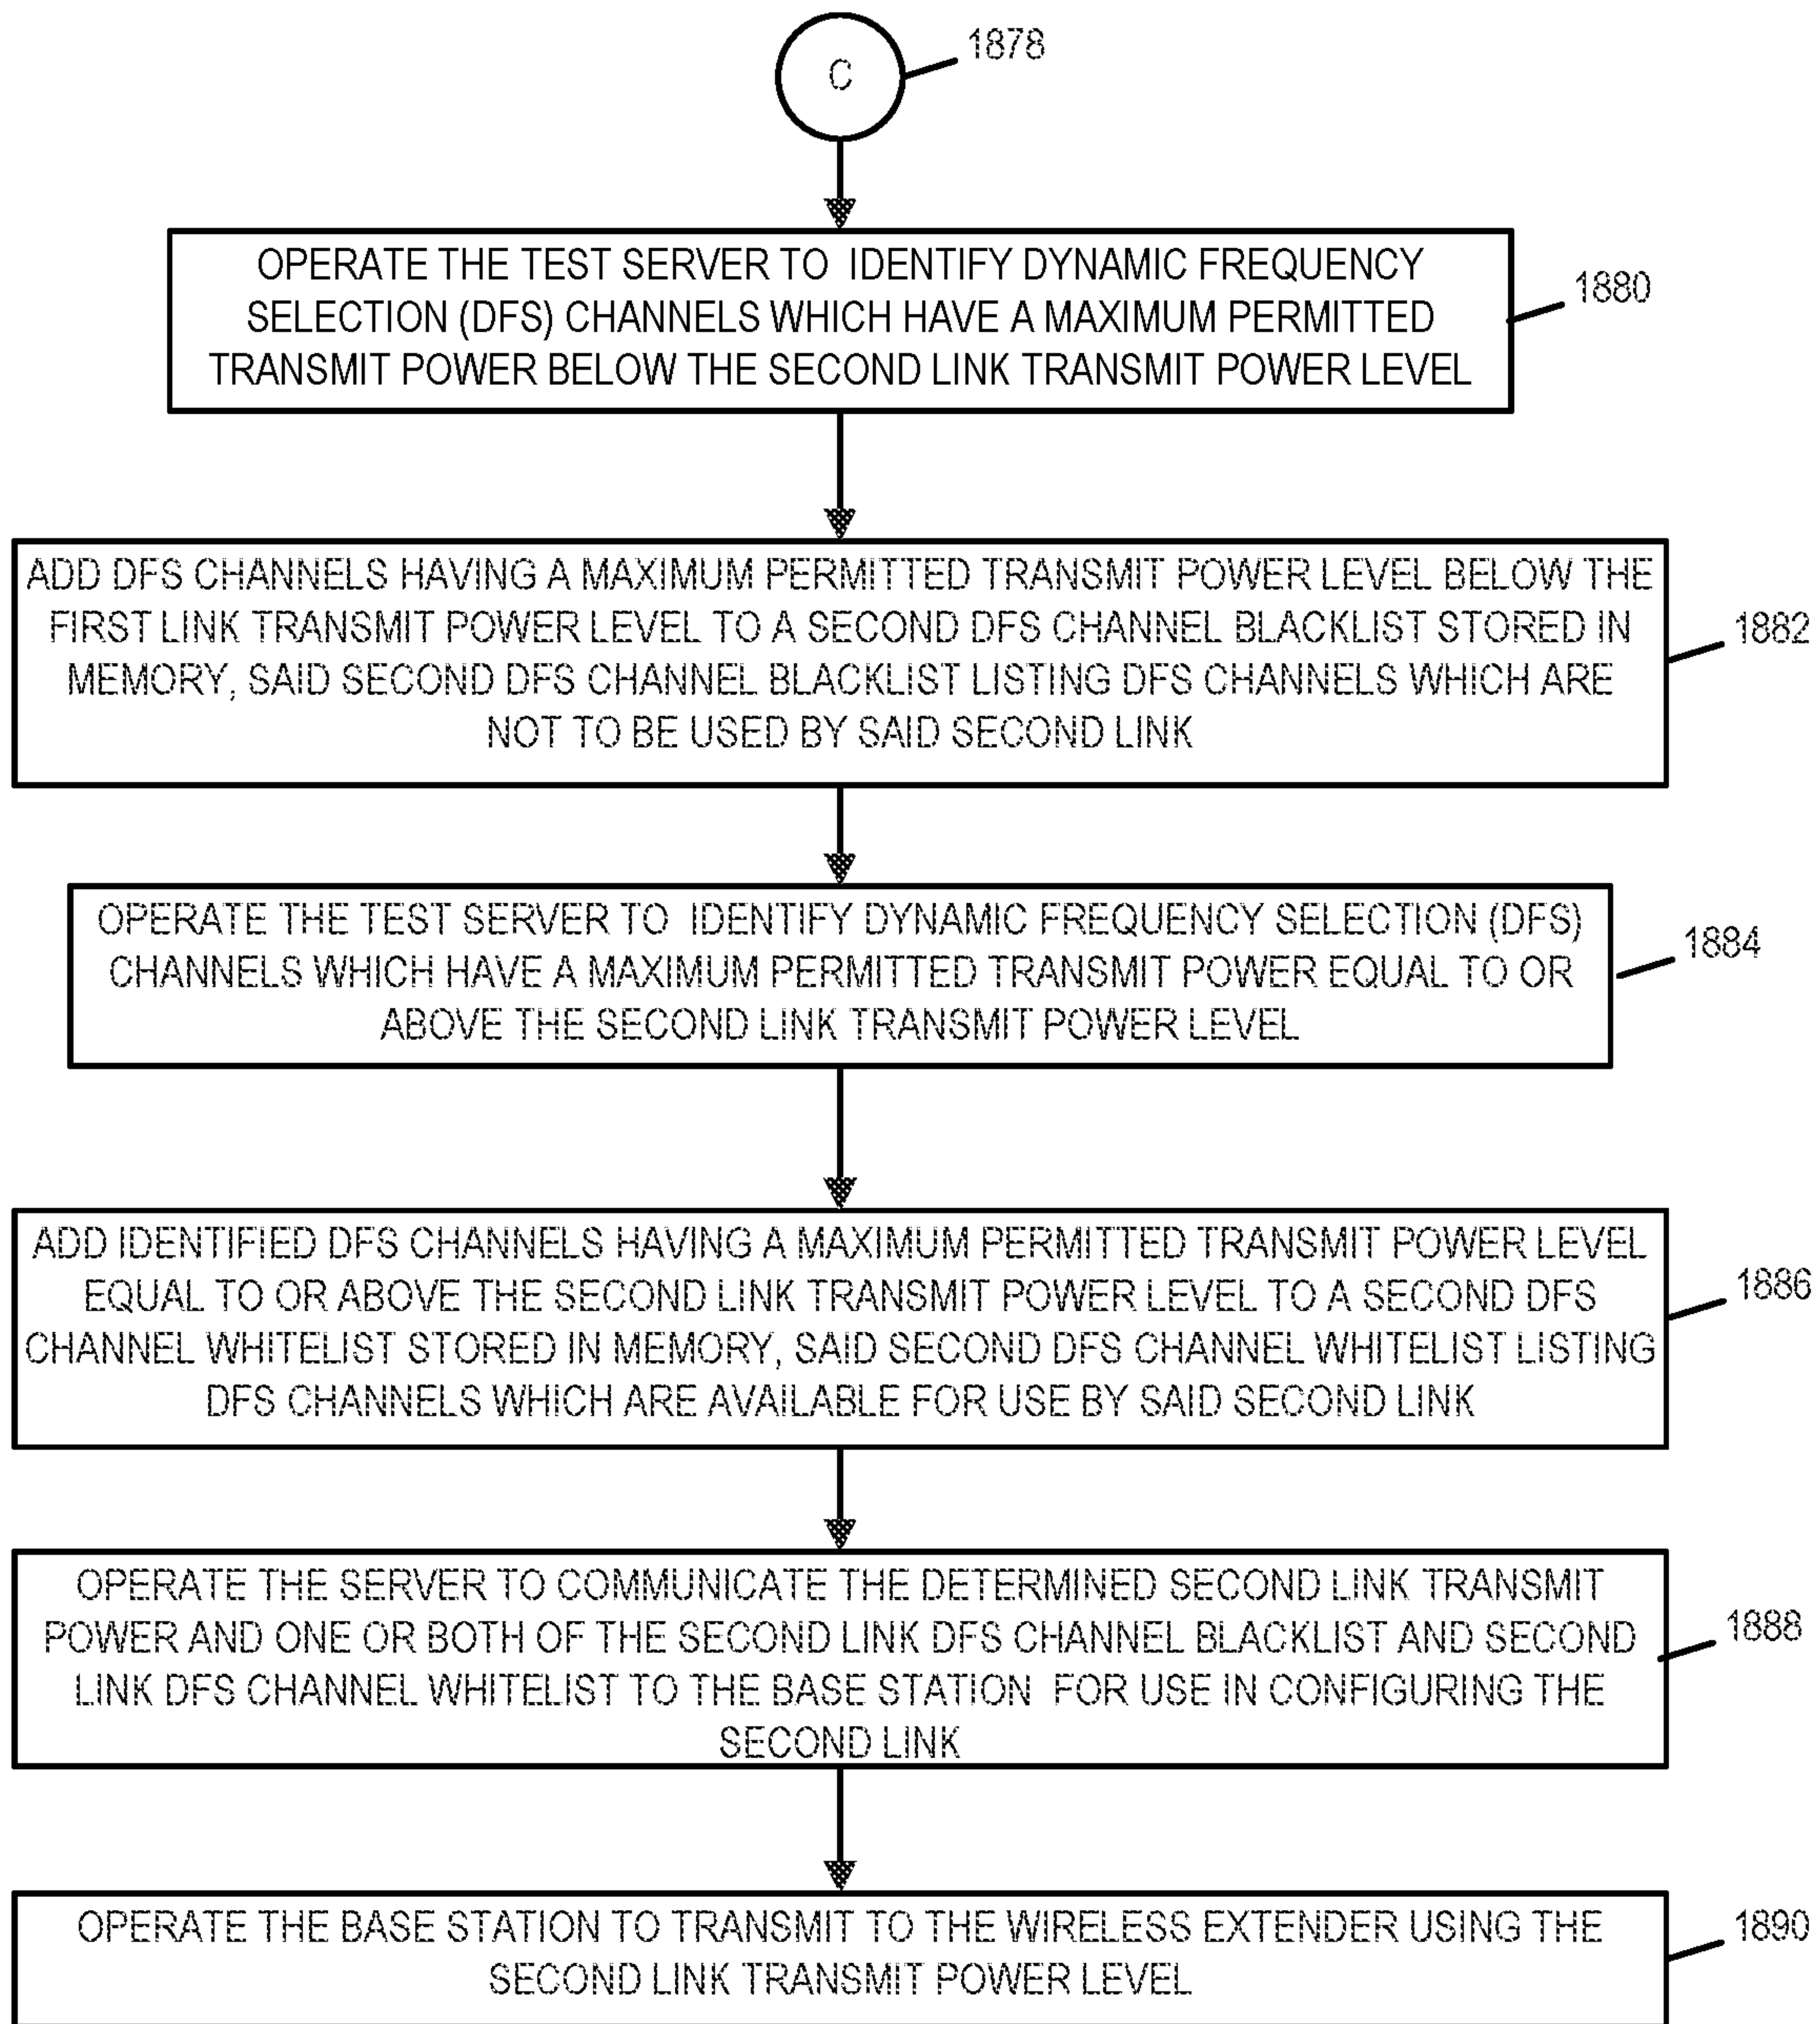 C
1878
OPERATE THE TEST SERVER TO IDENTIFY DYNAMIC FREQUENCY
SELECTION (DFS) CHANNELS WHICH HAVE A MAXIMUM PERMITTED
TRANSMIT POWER BELOW THE SECOND LINK TRANSMIT POWER LEVEL
1880
ADD DFS CHANNELS HAVING A MAXIMUM PERMITTED TRANSMIT POWER LEVEL BELOW THE
FIRST LINK TRANSMIT POWER LEVEL TO A SECOND DFS CHANNEL BLACKLIST STORED IN
MEMORY, SAID SECOND DFS CHANNEL BLACKLIST LISTING DFS CHANNELS WHICH ARE
NOT TO BE USED BY SAID SECOND LINK
1882
OPERATE THE TEST SERVER TO IDENTIFY DYNAMIC FREQUENCY SELECTION (DFS)
CHANNELS WHICH HAVE A MAXIMUM PERMITTED TRANSMIT POWER EQUAL TO OR
ABOVE THE SECOND LINK TRANSMIT POWER LEVEL
1884
ADD IDENTIFIED DFS CHANNELS HAVING A MAXIMUM PERMITTED TRANSMIT POWER LEVEL
EQUAL TO OR ABOVE THE SECOND LINK TRANSMIT POWER LEVEL TO A SECOND DFS
CHANNEL WHITELIST STORED IN MEMORY, SAID SECOND DFS CHANNEL WHITELIST LISTING
DFS CHANNELS WHICH ARE AVAILABLE FOR USE BY SAID SECOND LINK
1886
OPERATE THE SERVER TO COMMUNICATE THE DETERMINED SECOND LINK TRANSMIT
POWER AND ONE OR BOTH OF THE SECOND LINK DFS CHANNEL BLACKLIST AND SECOND
LINK DFS CHANNEL WHITELIST TO THE BASE STATION FOR USE IN CONFIGURING THE
SECOND LINK
1888
OPERATE THE BASE STATION TO TRANSMIT TO THE WIRELESS EXTENDER USING THE
SECOND LINK TRANSMIT POWER LEVEL
1890